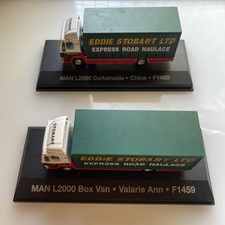 EDDIE STOBART LTD
EXPRESS ROAD HAULAGE
MAN L2000 Curtainside • China • F1460
EDDIE STOBART LTD
EXPRESS ROAD HAULAGE
MAN L2000 Box Van • Valarie Ann • F1459